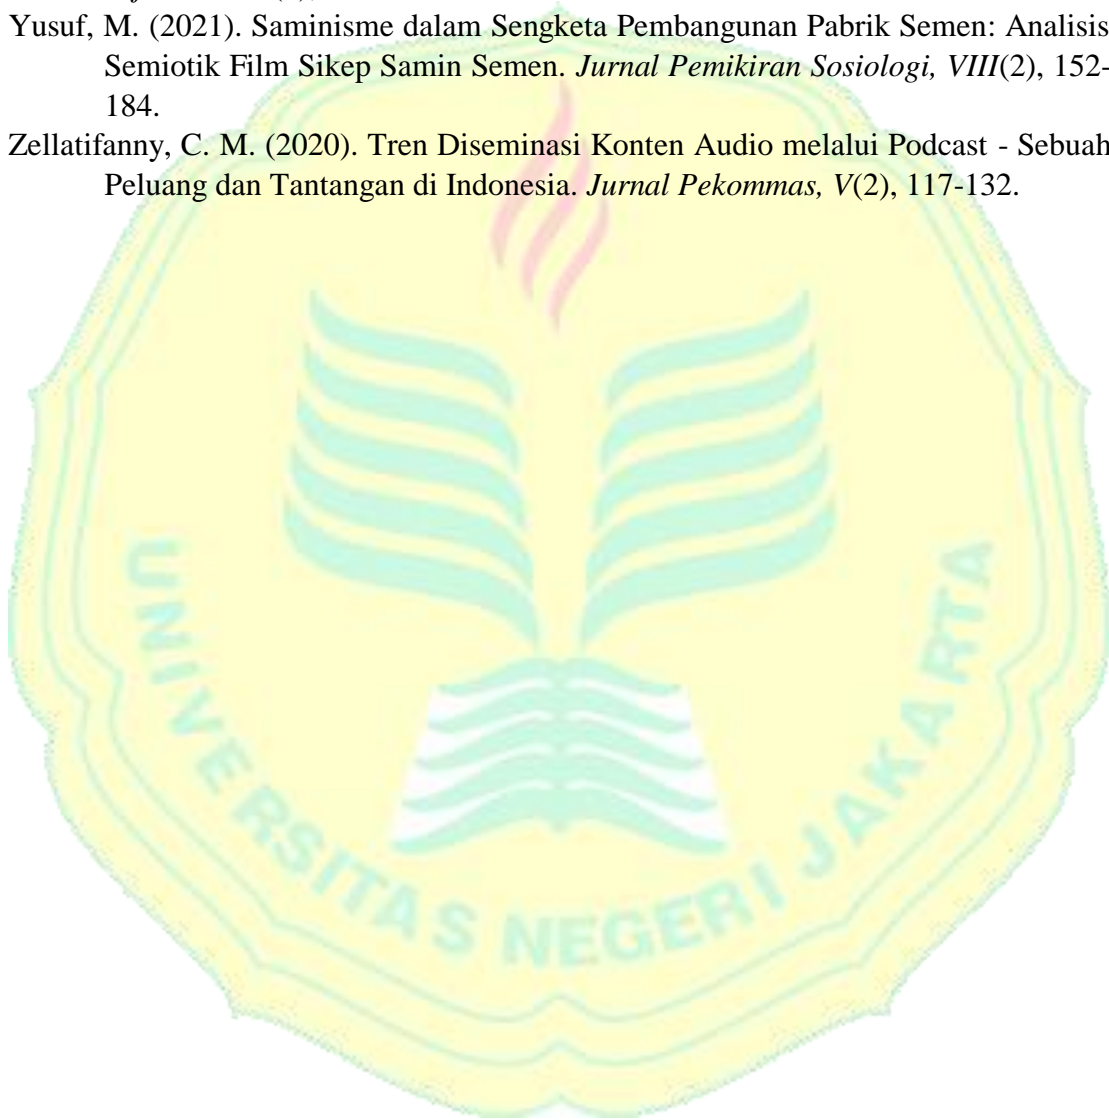 Yusuf, M. (2021). Saminisme dalam Sengketa Pembangunan Pabrik Semen: Analisis
Semiotik Film Sikep Samin Semen. Jurnal Pemikiran Sosiologi, VIII(2), 152-
184.
Zellatifanny, C. M. (2020). Tren Diseminasi Konten Audio melalui Podcast - Sebuah
Peluang dan Tantangan di Indonesia. Jurnal Pekommas, V(2), 117-132.
UNIVERSITAS NEGERI JAKARTA